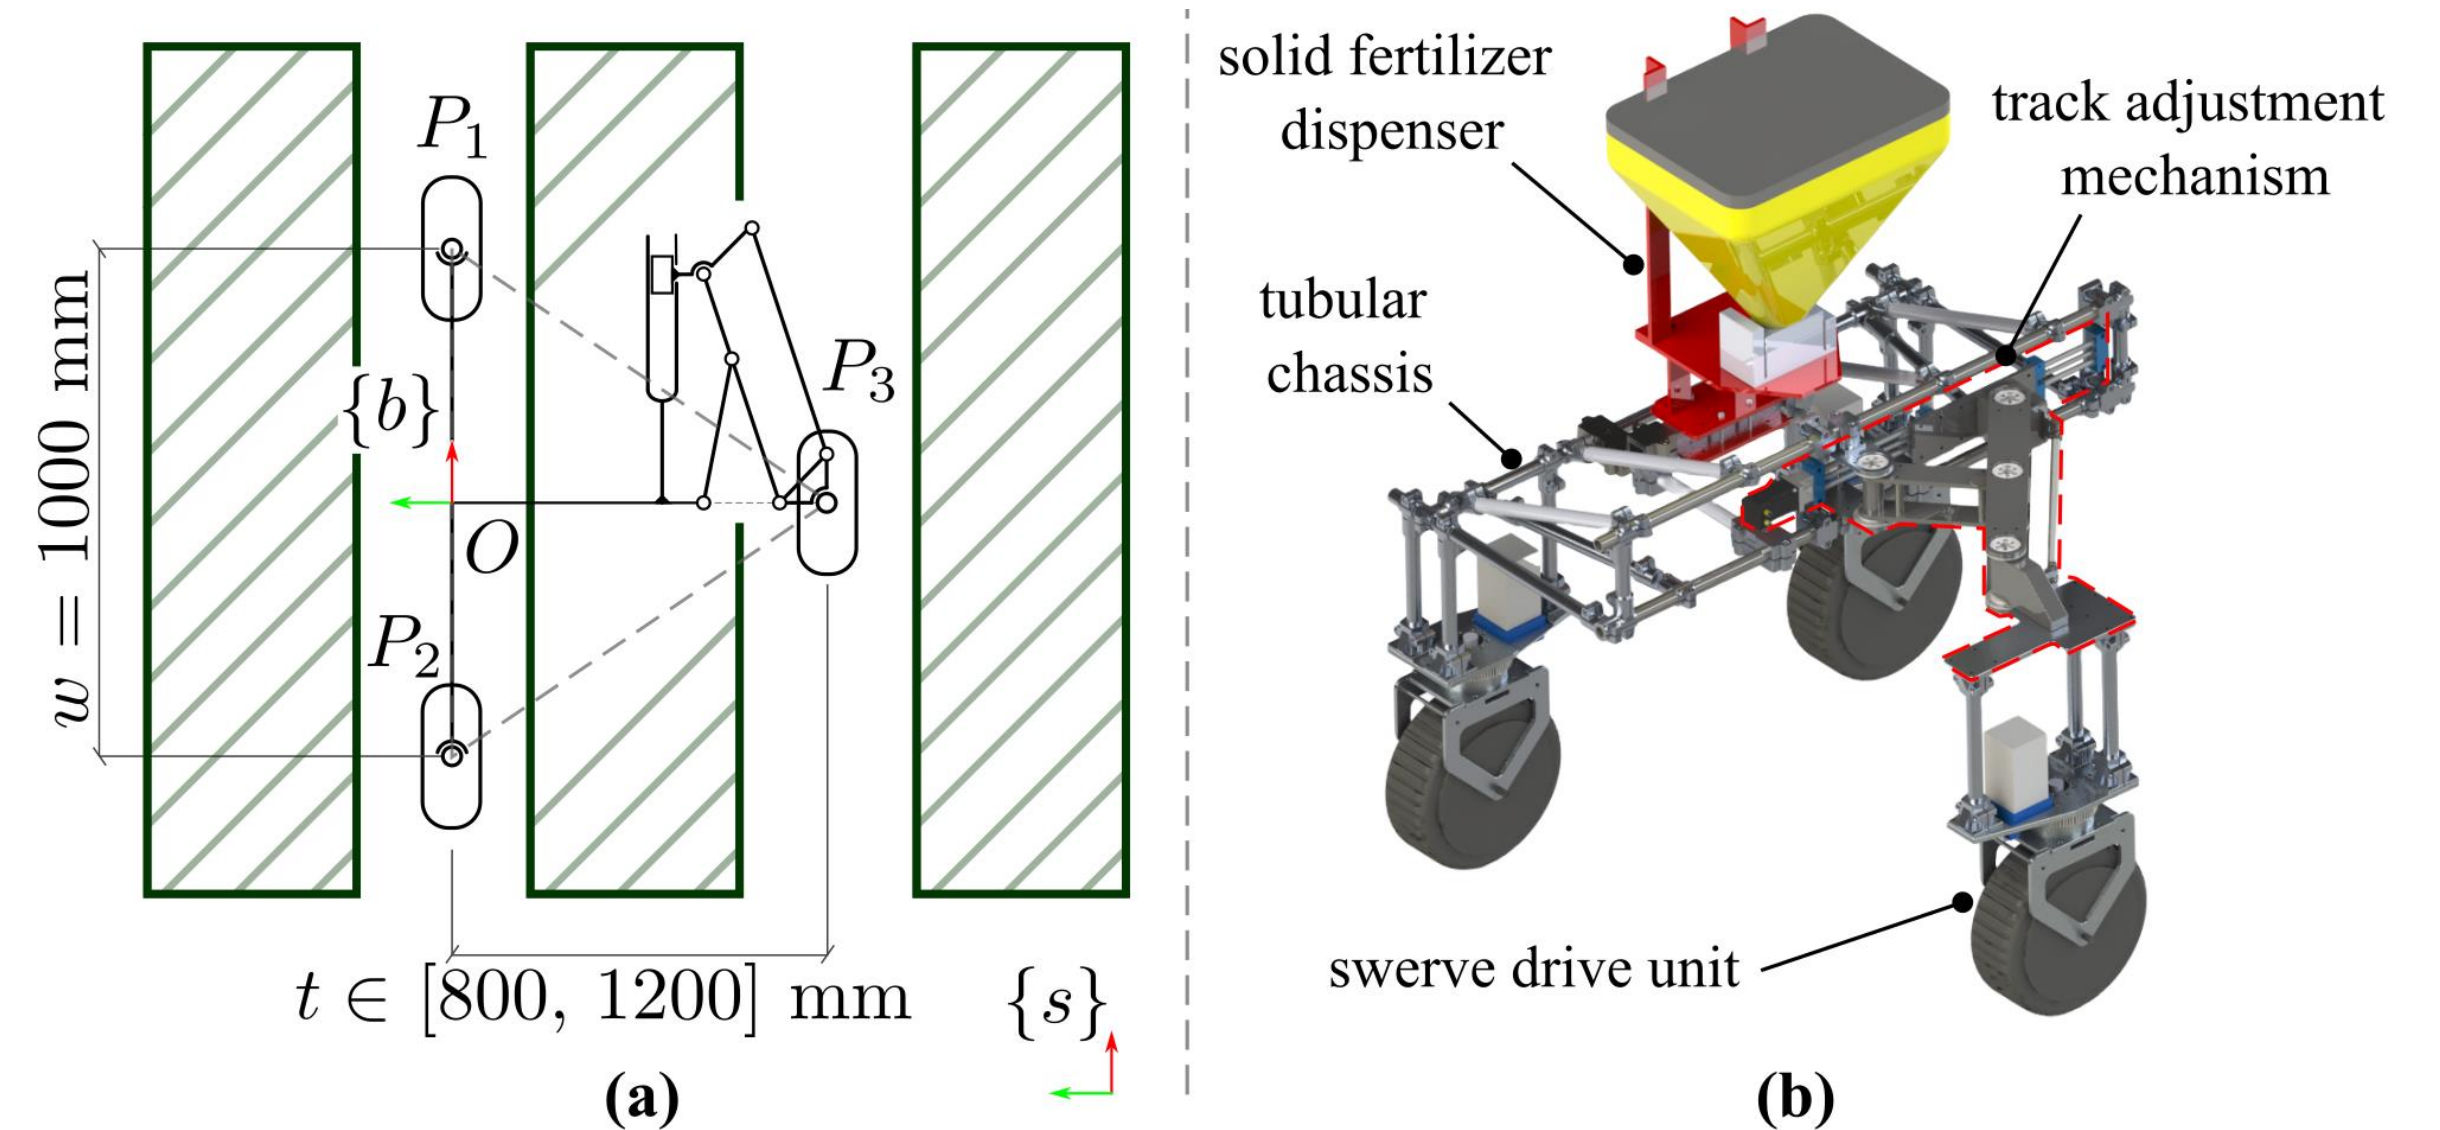 P₁
w = 1000 mm
{b}
P₃
O
P₂
t ∈ [800, 1200] mm
{s}
(a)
solid fertilizer
dispenser
track adjustment
mechanism
tubular
chassis
swerve drive unit
(b)